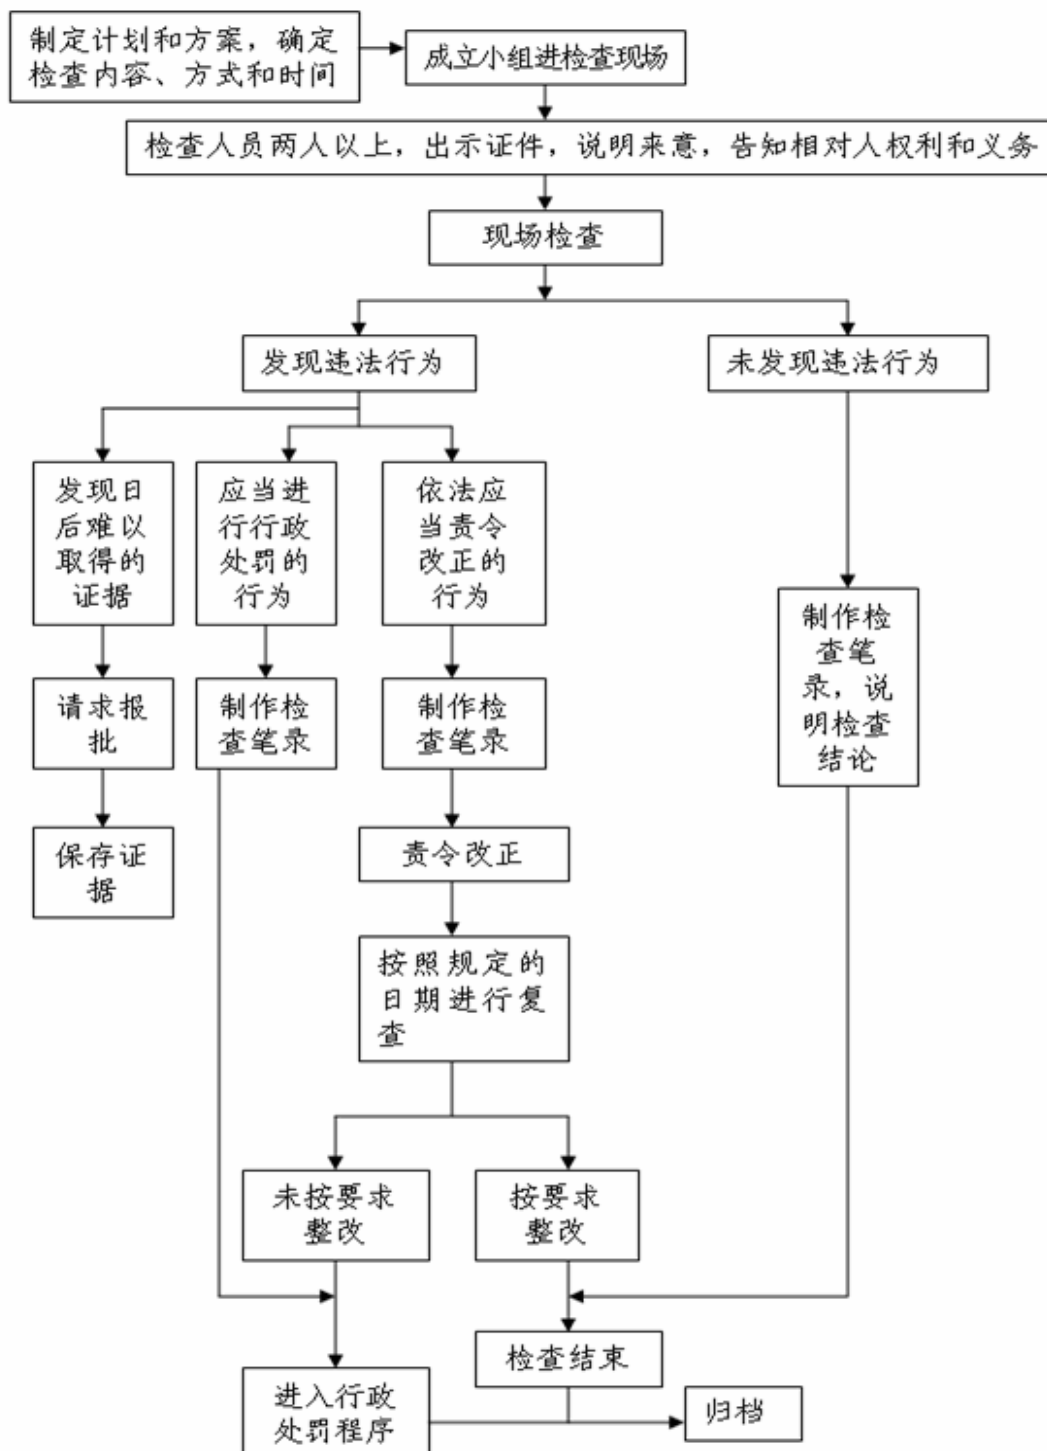 制定计划和方案，确定
检查内容、方式和时间
成立小组进检查现场
检查人员两人以上，出示证件，说明来意，告知相对人权利和义务
现场检查
发现违法行为
未发现违法行为
发现日
后难以
取得的
证据
应当进
行行政
处罚的
行为
依法应
当责令
改正的
行为
制作检
查笔
录，说
明检查
结论
请求报
批
制作检
查笔录
制作检
查笔录
保存证
据
责令改正
按照规定的
日期进行复
查
未按要求
整改
按要求
整改
检查结束
进入行政
处罚程序
归档